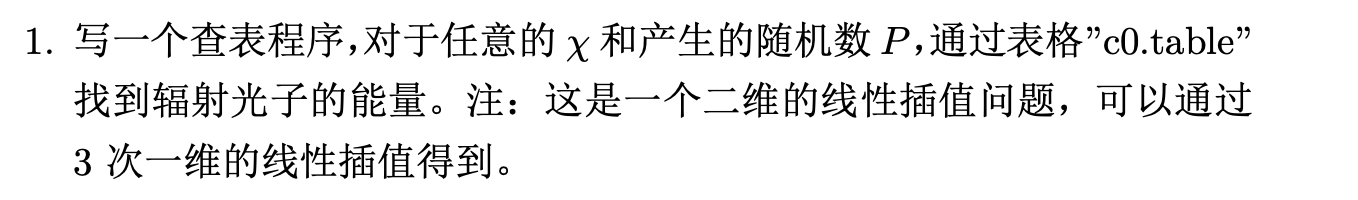 1. 写一个查表程序,对于任意的 χ 和产生的随机数 P,通过表格”c0.table”
找到辐射光子的能量。注：这是一个二维的线性插值问题，可以通过
3 次一维的线性插值得到。